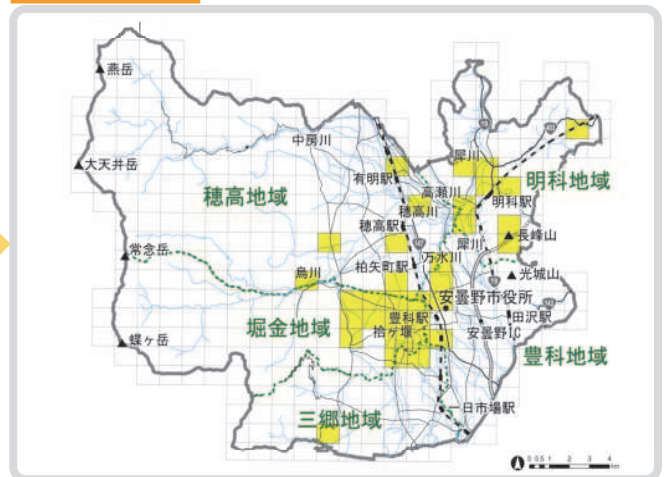 燕岳
中房川
犀川
大天井岳
有明駅
明科地域
高瀬川
穂高地域
明科駅
穂高川
穂高駅
長峰山
犀川
常念岳
万水川
柏矢町駅
烏川
光城山
安曇野市役所
豊科駅
田沢駅
堀金地域
拾ケ堰
安曇野IC
蝶ヶ岳
豊科地域
一日市場駅
三郷地域
0 0.5 1 2 3 4
km